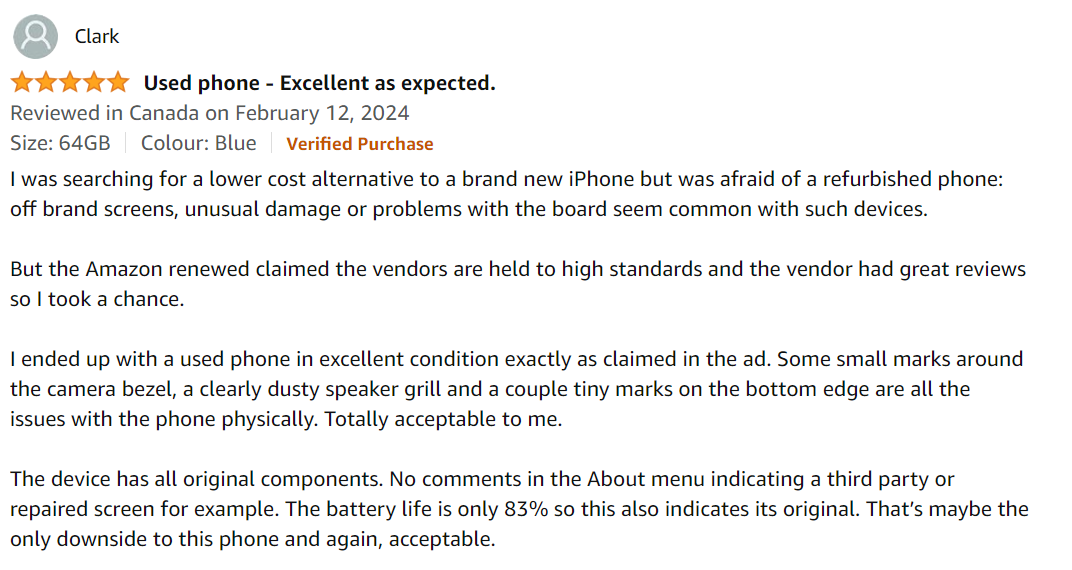 Clark
Used phone - Excellent as expected.
Reviewed in Canada on February 12, 2024
Size: 64GB Colour: Blue Verified Purchase
I was searching for a lower cost alternative to a brand new iPhone but was afraid of a refurbished phone:
off brand screens, unusual damage or problems with the board seem common with such devices.
But the Amazon renewed claimed the vendors are held to high standards and the vendor had great reviews
so I took a chance.
I ended up with a used phone in excellent condition exactly as claimed in the ad. Some small marks around
the camera bezel, a clearly dusty speaker grill and a couple tiny marks on the bottom edge are all the
issues with the phone physically. Totally acceptable to me.
The device has all original components. No comments in the About menu indicating a third party or
repaired screen for example. The battery life is only 83% so this also indicates its original. That’s maybe the
only downside to this phone and again, acceptable.